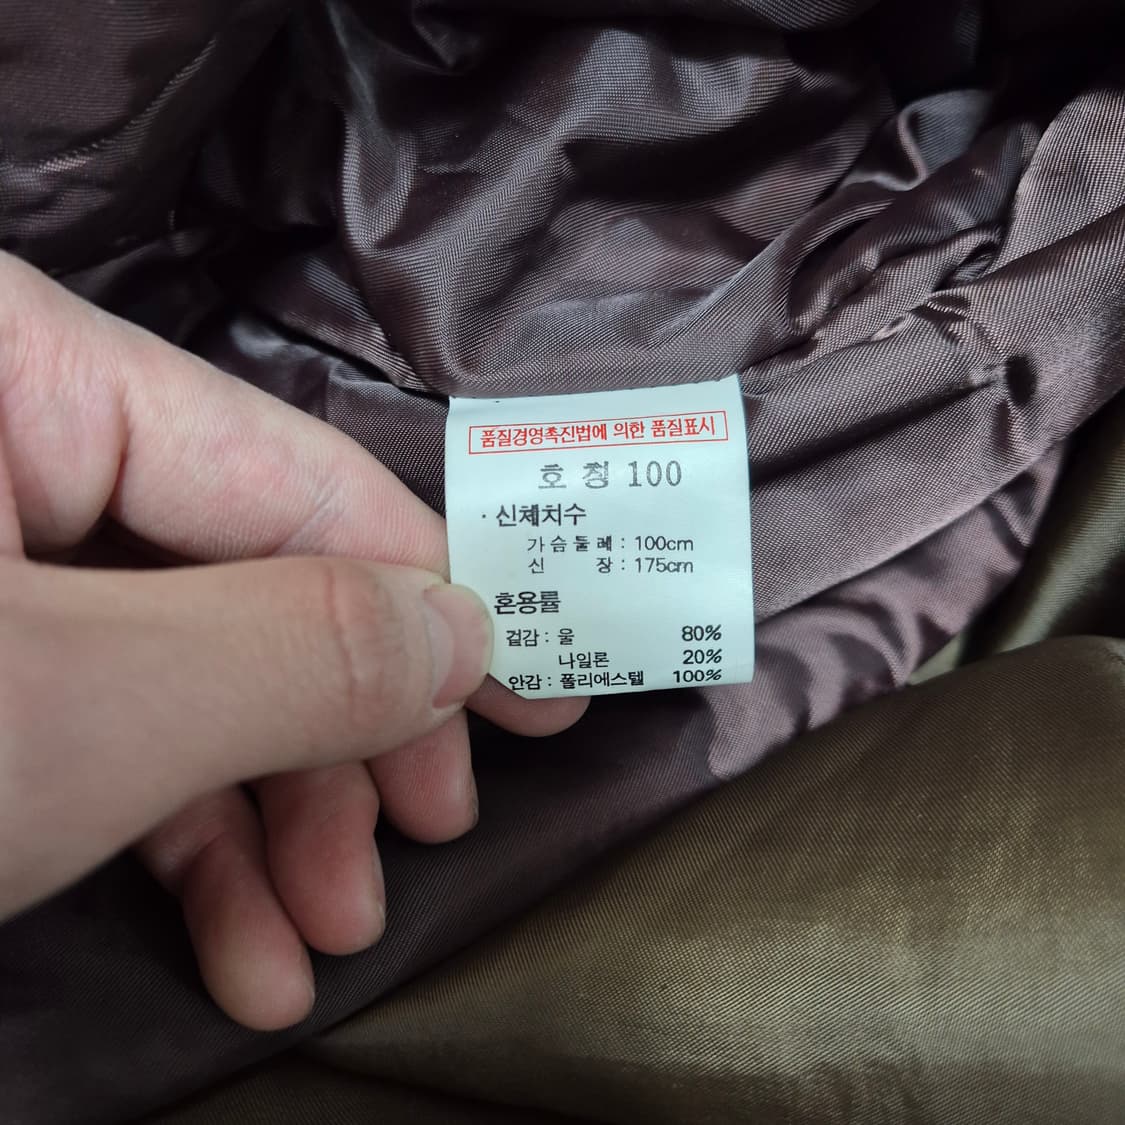 품질경영촉진법에 의한 품질표시
호 칭 100
· 신체치수
가 슴 둘 레 : 100cm
신 장 : 175cm
혼용률
겉감 : 울 80%
나일론 20%
안감 : 폴리에스텔 100%